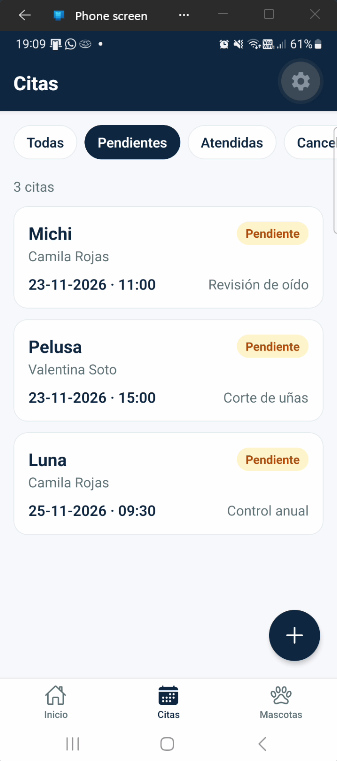 Phone screen
19:09
61%
Citas
Todas
Pendientes
Atendidas
Cance
3 citas
Michi
Pendiente
Camila Rojas
23-11-2026 · 11:00
Revisión de oído
Pelusa
Pendiente
Valentina Soto
23-11-2026 · 15:00
Corte de uñas
Luna
Pendiente
Camila Rojas
25-11-2026 · 09:30
Control anual
Inicio
Citas
Mascotas